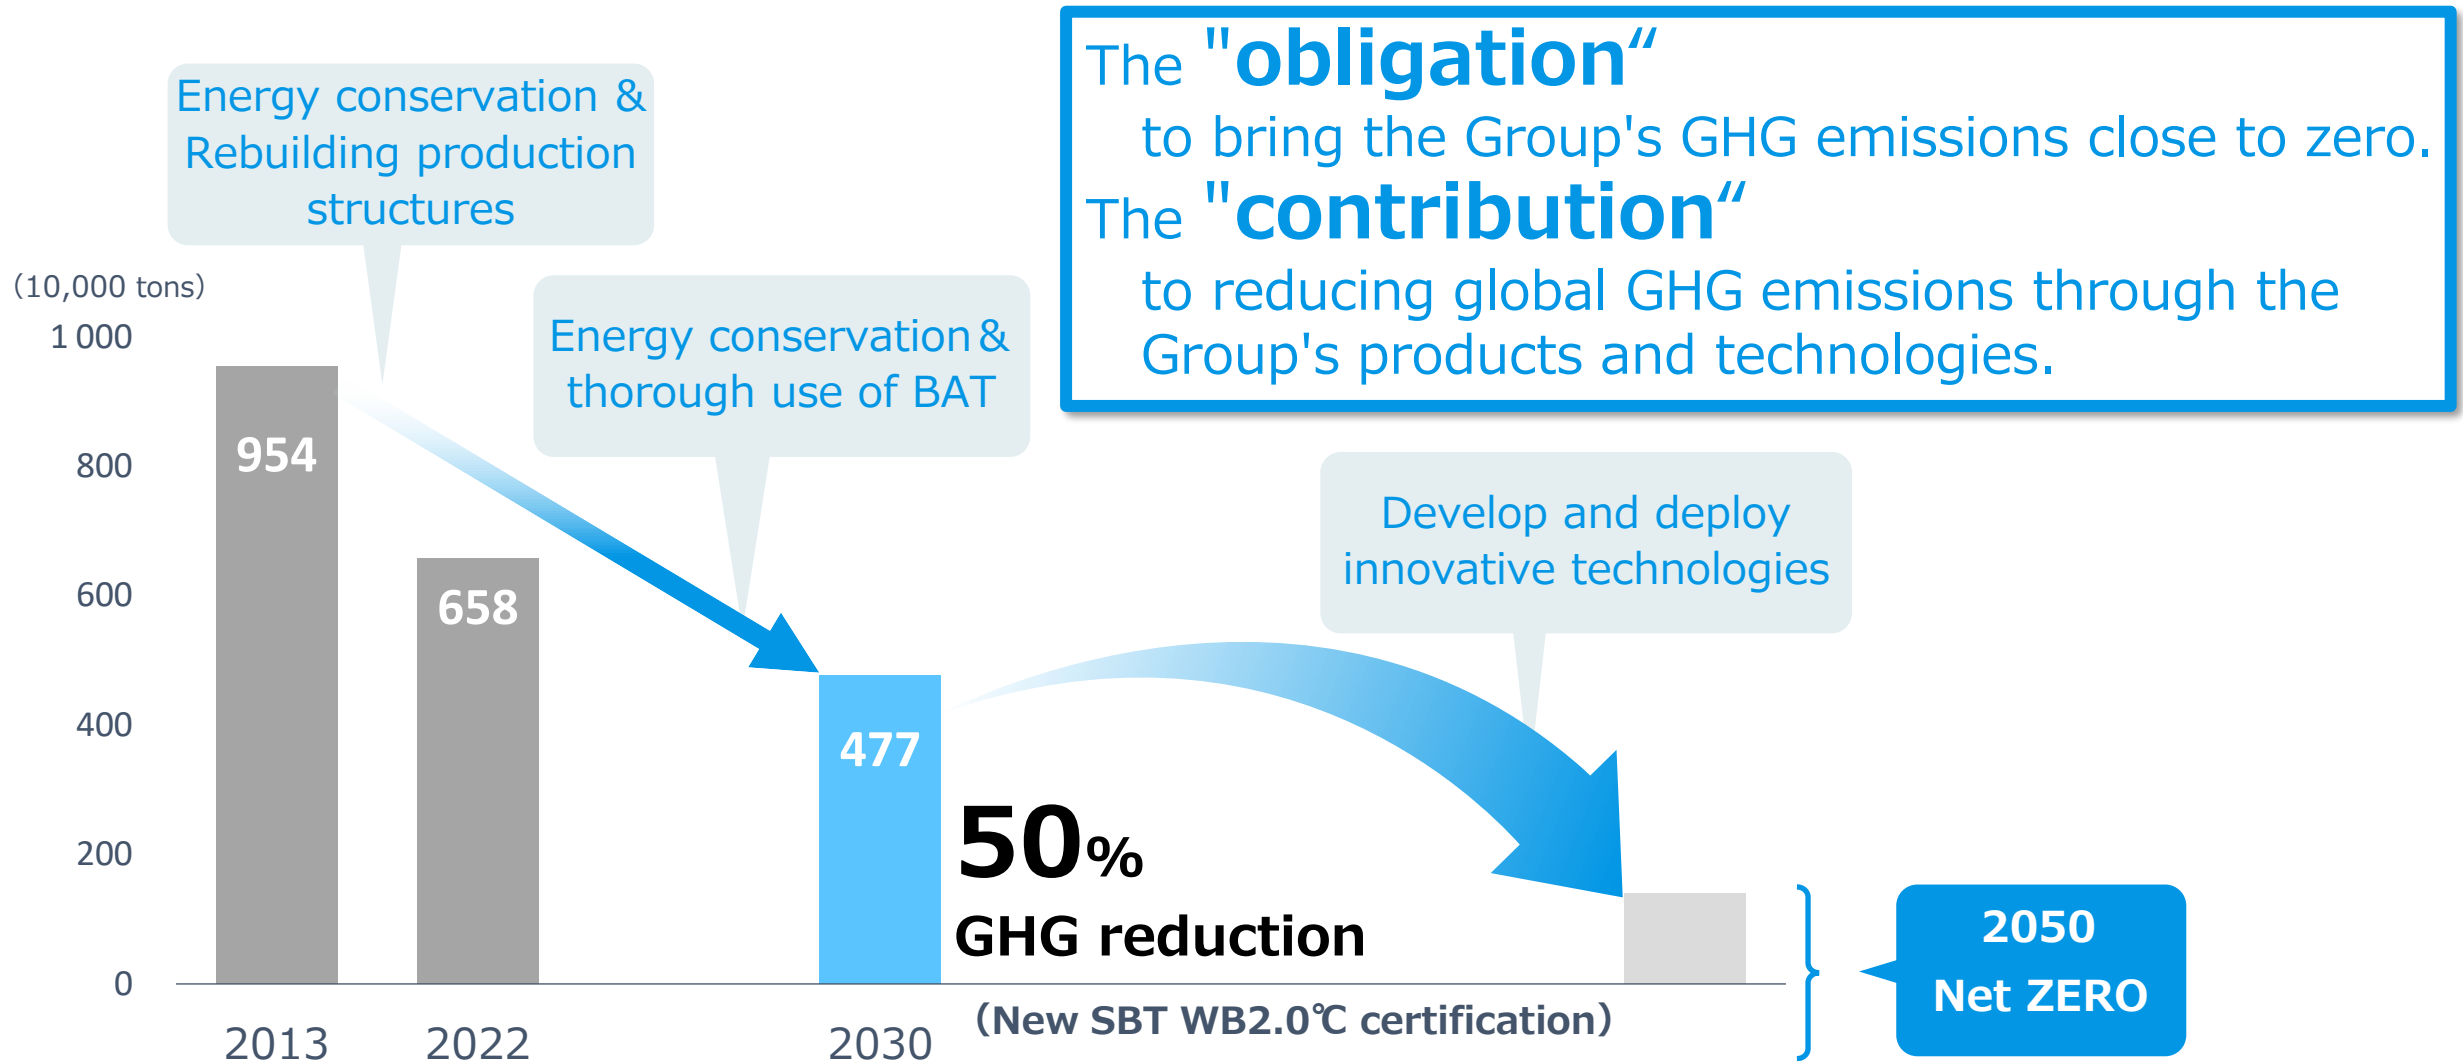 The "obligation“
to bring the Group's GHG emissions close to zero.
The "contribution“
to reducing global GHG emissions through the
Group's products and technologies.
Energy conservation &
Rebuilding production
structures
Energy conservation &
thorough use of BAT
Develop and deploy
innovative technologies
(10,000 tons)
1 000
800
600
400
200
0
954
658
477
50%
GHG reduction
(New SBT WB2.0℃ certification)
2050
Net ZERO
2013
2022
2030